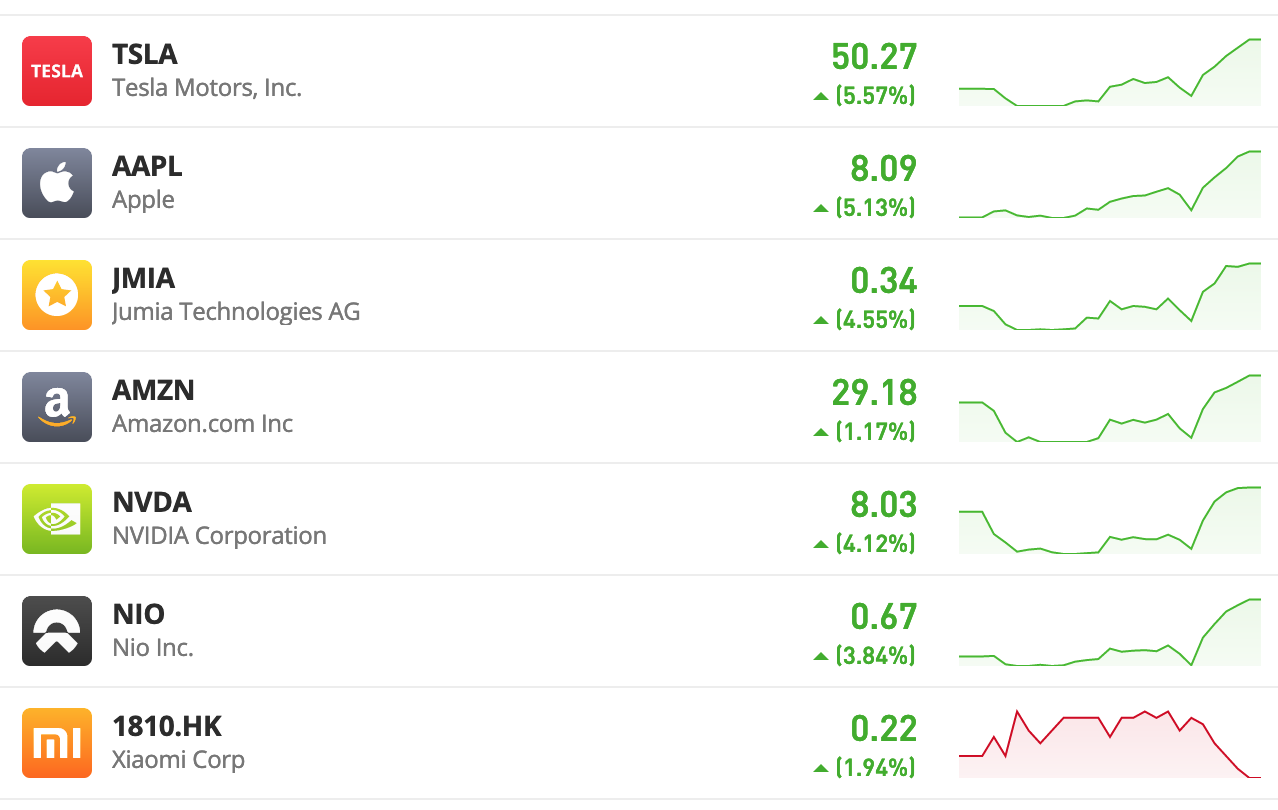 TESLA
TSLA
Tesla Motors, Inc.
50.27
(5.57%)
AAPL
Apple
8.09
(5.13%)
JMIA
Jumia Technologies AG
0.34
(4.55%)
a
AMZN
Amazon.com Inc
29.18
(1.17%)
NVDA
NVIDIA Corporation
8.03
(4.12%)
NIO
Nio Inc.
0.67
(3.84%)
mi
1810.HK
Xiaomi Corp
0.22
(1.94%)